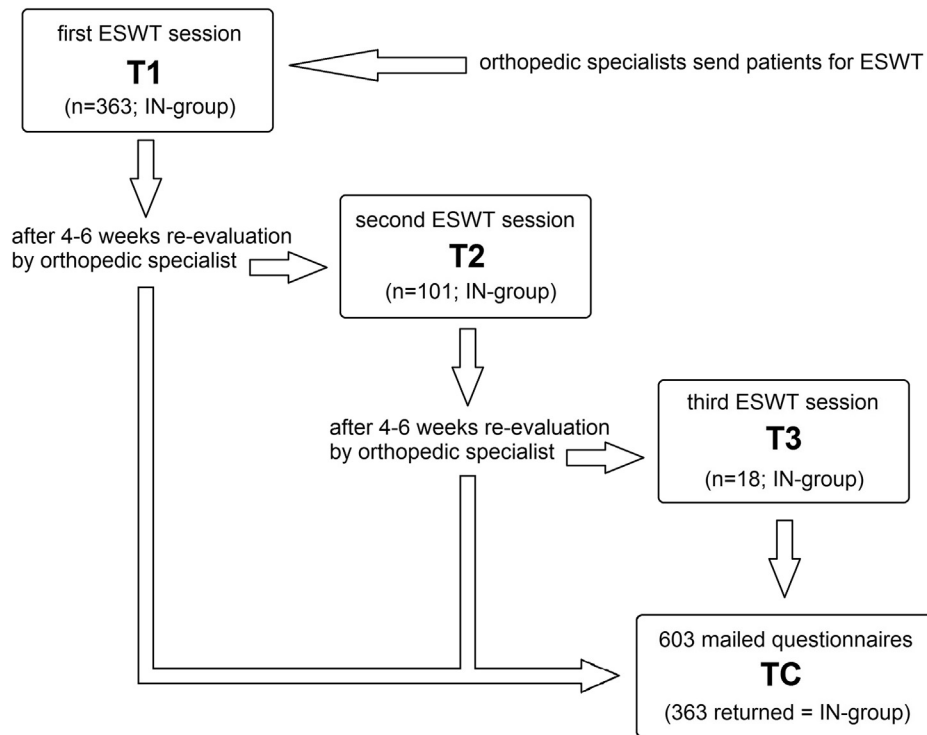 first ESWT session
T1
(n=363; IN-group)
orthopedic specialists send patients for ESWT
after 4-6 weeks re-evaluation
by orthopedic specialist
second ESWT session
T2
(n=101; IN-group)
after 4-6 weeks re-evaluation
by orthopedic specialist
third ESWT session
T3
(n=18; IN-group)
603 mailed questionnaires
TC
(363 returned = IN-group)